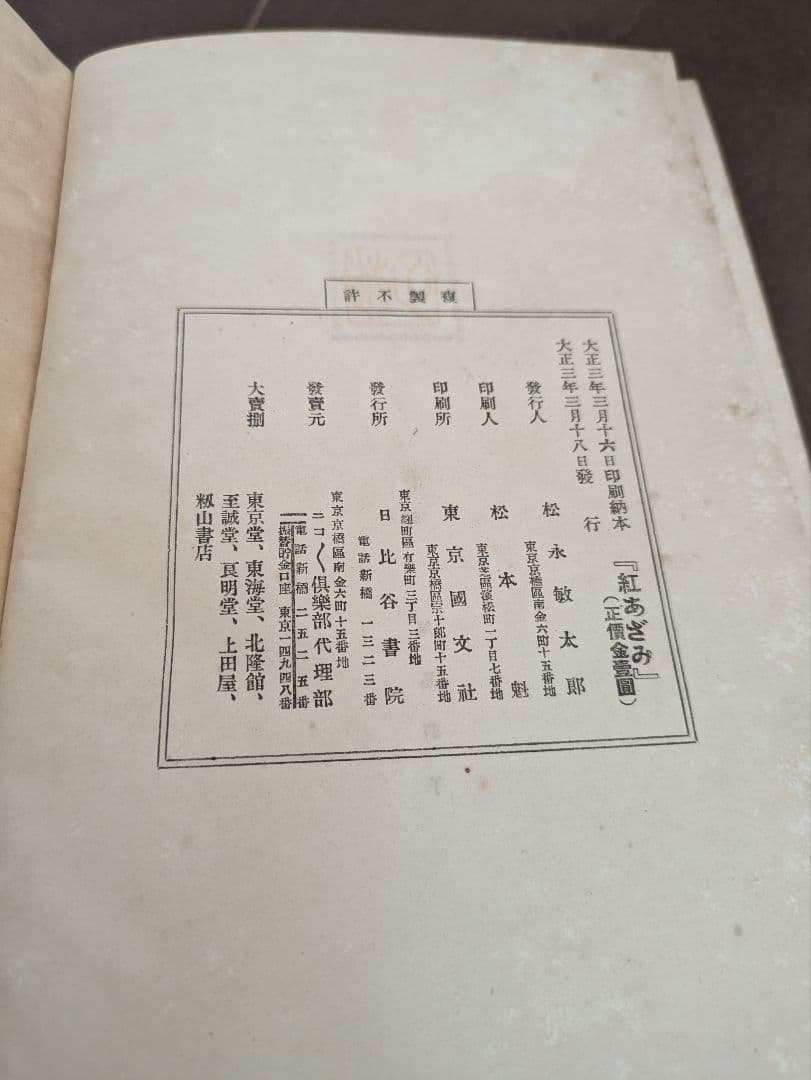 許不製複
大正三年三月十六日印刷納本
大正三年三月十八日發行
『紅あざみ』
(正價金壹圓)
發行人
松永敏太郎
東京京橋區南金六町十五番地
印刷人
松本魁
東京芝區濱松町一丁目七番地
印刷所
東京國文社
東京京橋區宗十郎町十五番地
發行所
東京麹町區有樂町三丁目三番地
日比谷書院
電話新橋一三二三番
發賣元
東京京橋區南金六町十五番地
ニコ〱倶樂部代理部
電話新橋二五二五番
振替貯金口座東京一四九四八番
大賣捌
東京堂、東海堂、北隆館、
至誠堂、良明堂、上田屋、
籾山書店